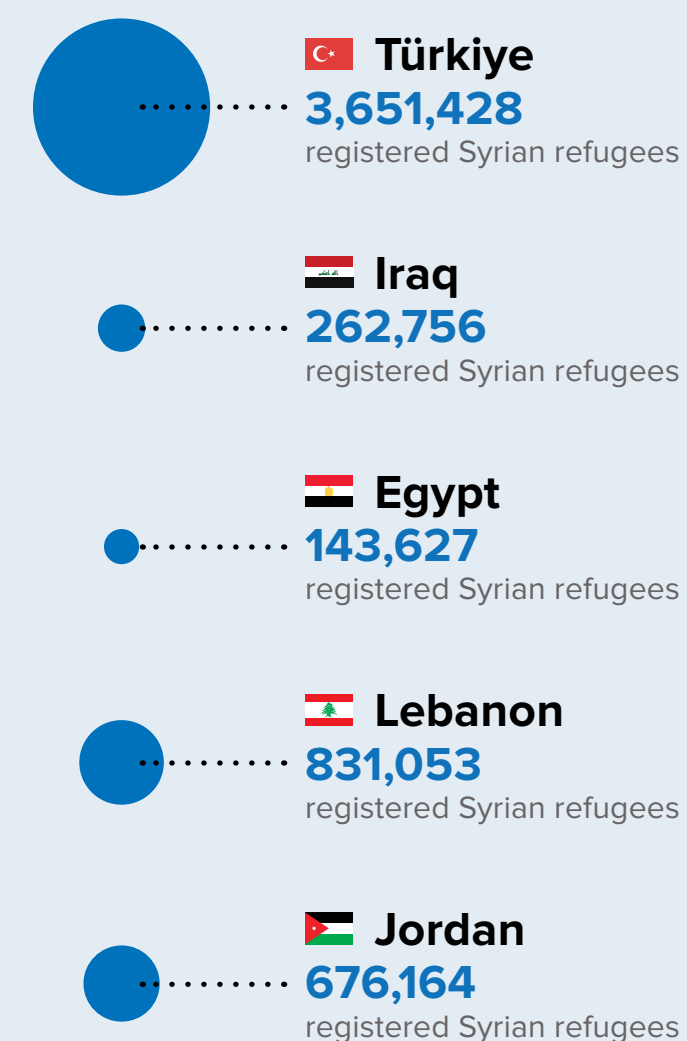 Türkiye
3,651,428
registered Syrian refugees
Iraq
262,756
registered Syrian refugees
Egypt
143,627
registered Syrian refugees
Lebanon
831,053
registered Syrian refugees
Jordan
676,164
registered Syrian refugees